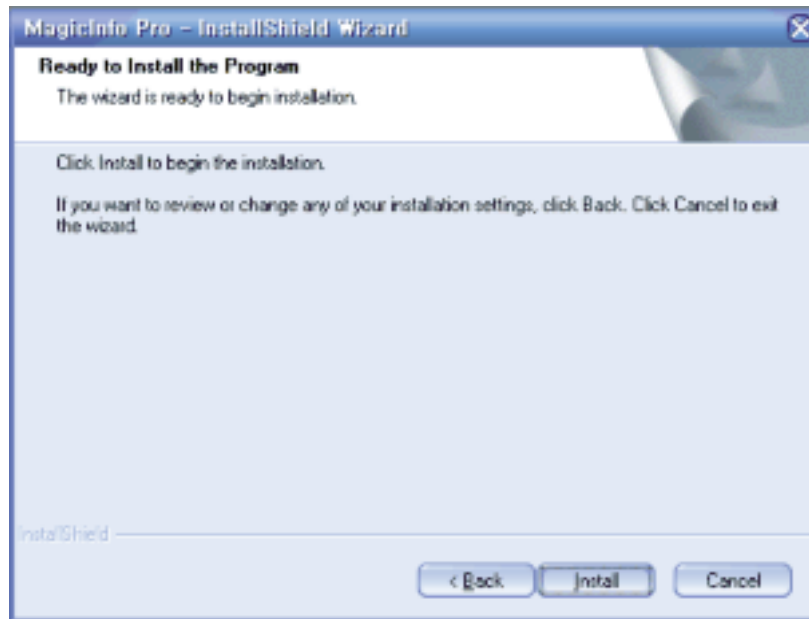 MagicInfo Pro - InstallShield Wizard
Ready to Install the Program
The wizard is ready to begin installation.
Click Install to begin the installation.
If you want to review or change any of your installation settings, click Back. Click Cancel to exit
the wizard.
InstallShield
< Back Install Cancel